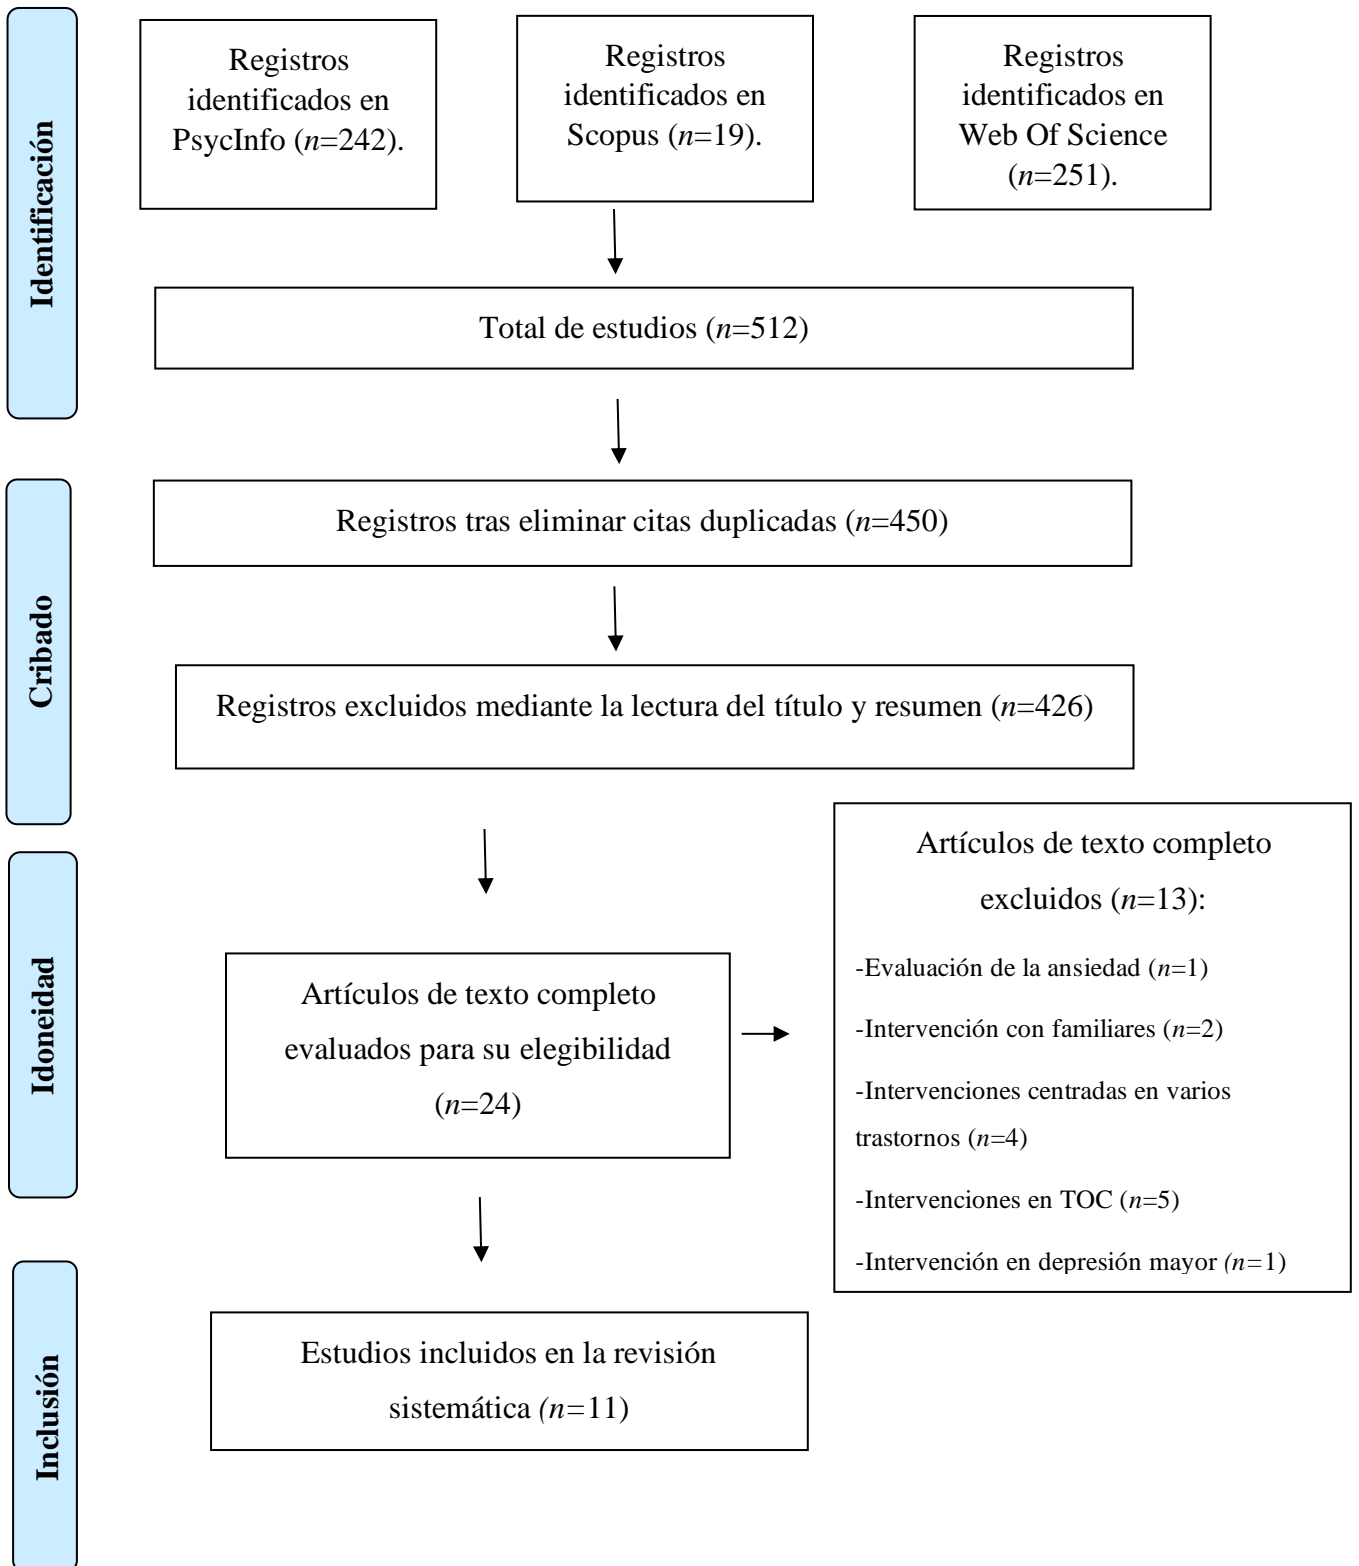 Identificación
Registros
identificados en
PsycInfo (n=242).
Registros
identificados en
Scopus (n=19).
Registros
identificados en
Web Of Science
(n=251).
Total de estudios (n=512)
Cribado
Registros tras eliminar citas duplicadas (n=450)
Registros excluidos mediante la lectura del título y resumen (n=426)
Idoneidad
Artículos de texto completo
evaluados para su elegibilidad
(n=24)
Artículos de texto completo
excluidos (n=13):
-Evaluación de la ansiedad (n=1)
-Intervención con familiares (n=2)
-Intervenciones centradas en varios
trastornos (n=4)
-Intervenciones en TOC (n=5)
-Intervención en depresión mayor (n=1)
Inclusión
Estudios incluidos en la revisión
sistemática (n=11)